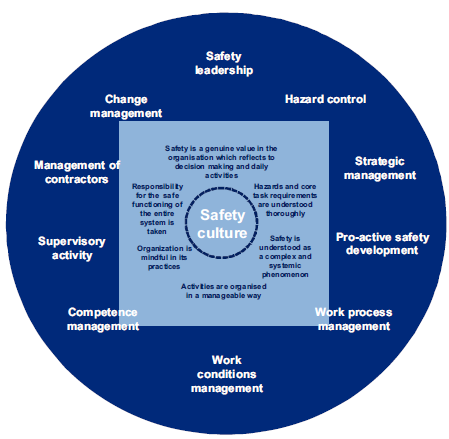 Safety
leadership
Change
management
Hazard control
Management of
contractors
Strategic
management
Supervisory
activity
Pro-active safety
development
Competence
management
Work process
management
Work
conditions
management
Safety is a genuine value in the
organisation which reflects to
decision making and daily
activities
Responsibility
for the safe
functioning of
the entire
system is
taken
Hazards and core
task requirements
are understood
thoroughly
Safety
culture
Organization is
mindful in its
practices
Safety is
understood as
a complex and
systemic
phenomenon
Activities are organised
in a manageable way